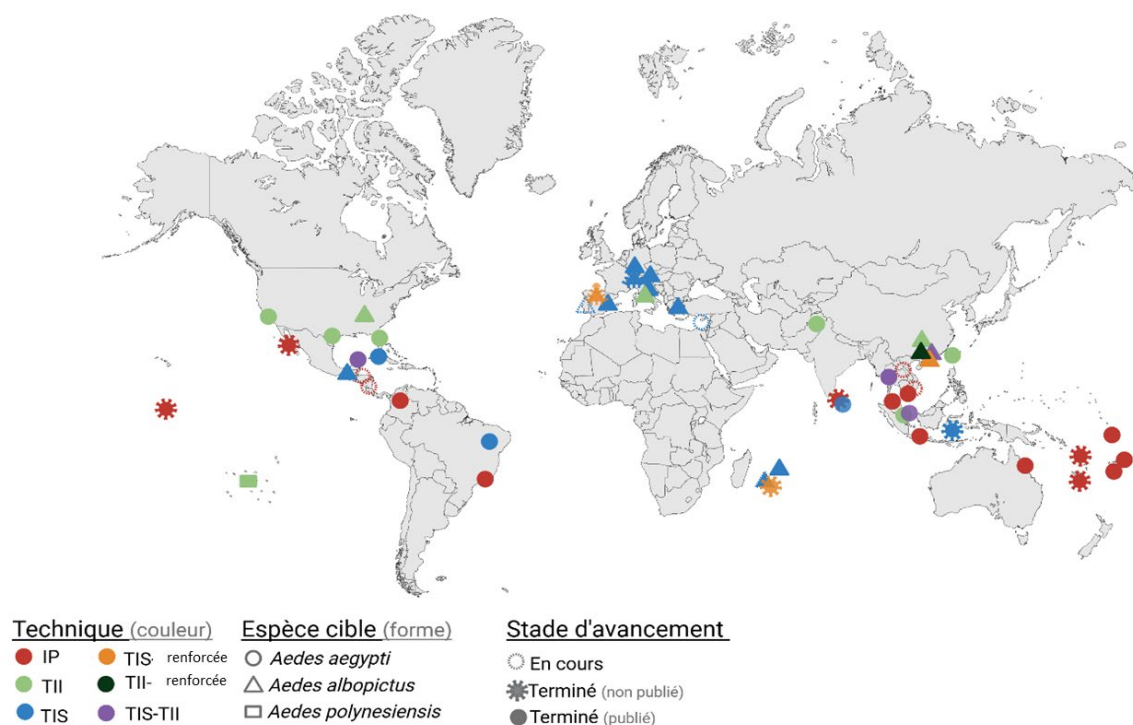 Technique (couleur)
IP
TII
TIS
TIS- renforcée
TII- renforcée
TIS-TII
Espèce cible (forme)
Aedes aegypti
Aedes albopictus
Aedes polynesiensis
Stade d'avancement
En cours
Terminé (non publié)
Terminé (publié)